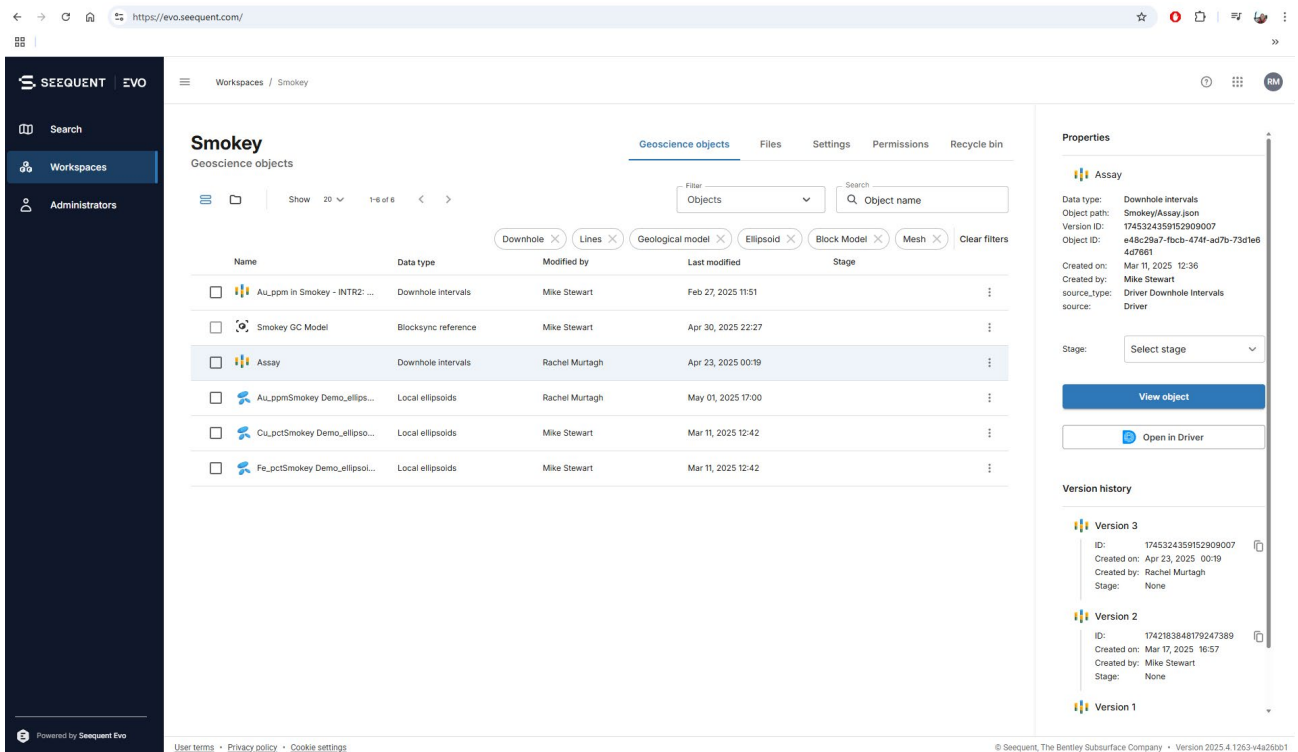 https://evo.seequent.com/
SEEQUENT EVO
Search
Workspaces
Administrators
Powered by Seequent Evo
Workspaces / Smokey
RM
Smokey
Geoscience objects
Geoscience objects Files Settings Permissions Recycle bin
Show 20 1-6 of 6
Filter
Objects
Search
Object name
Downhole Lines Geological model Ellipsoid Block Model Mesh Clear filters
Name Data type Modified by Last modified Stage
Au_ppm in Smokey - INTR2: ... Downhole intervals Mike Stewart Feb 27, 2025 11:51
Smokey GC Model Blocksync reference Mike Stewart Apr 30, 2025 22:27
Assay Downhole intervals Rachel Murtagh Apr 23, 2025 00:19
Au_ppmSmokey Demo_ellips... Local ellipsoids Rachel Murtagh May 01, 2025 17:00
Cu_pctSmokey Demo_ellipso... Local ellipsoids Mike Stewart Mar 11, 2025 12:42
Fe_pctSmokey Demo_ellipsoi... Local ellipsoids Mike Stewart Mar 11, 2025 12:42
Properties
Assay
Data type: Downhole intervals
Object path: Smokey/Assay.json
Version ID: 1745324359152909007
Object ID: e48c29a7-fbcb-474f-ad7b-73d1e6
4d7661
Created on: Mar 11, 2025 12:36
Created by: Mike Stewart
source_type: Driver Downhole Intervals
source: Driver
Stage: Select stage
View object
Open in Driver
Version history
Version 3
ID: 1745324359152909007
Created on: Apr 23, 2025 00:19
Created by: Rachel Murtagh
Stage: None
Version 2
ID: 1742183848179247389
Created on: Mar 17, 2025 16:57
Created by: Mike Stewart
Stage: None
Version 1
User terms • Privacy policy • Cookie settings
© Seequent, The Bentley Subsurface Company • Version 2025.4.1263-v4a26bb1